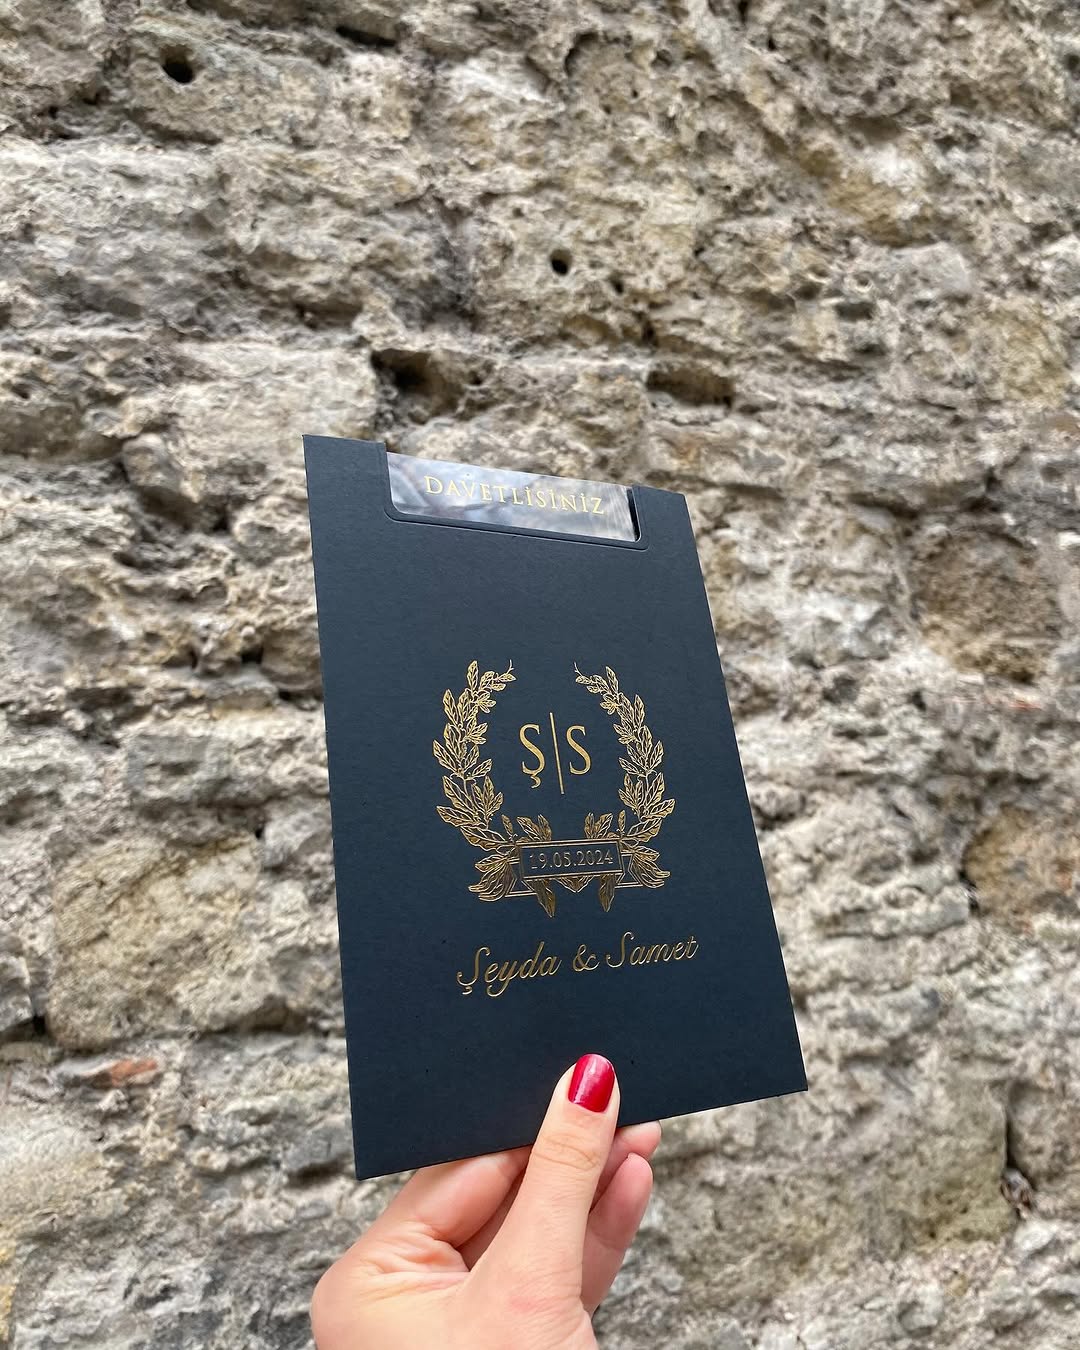 DAVETLİSİNİZ
Ş|S
19.05.2024
Şeyda & Samet